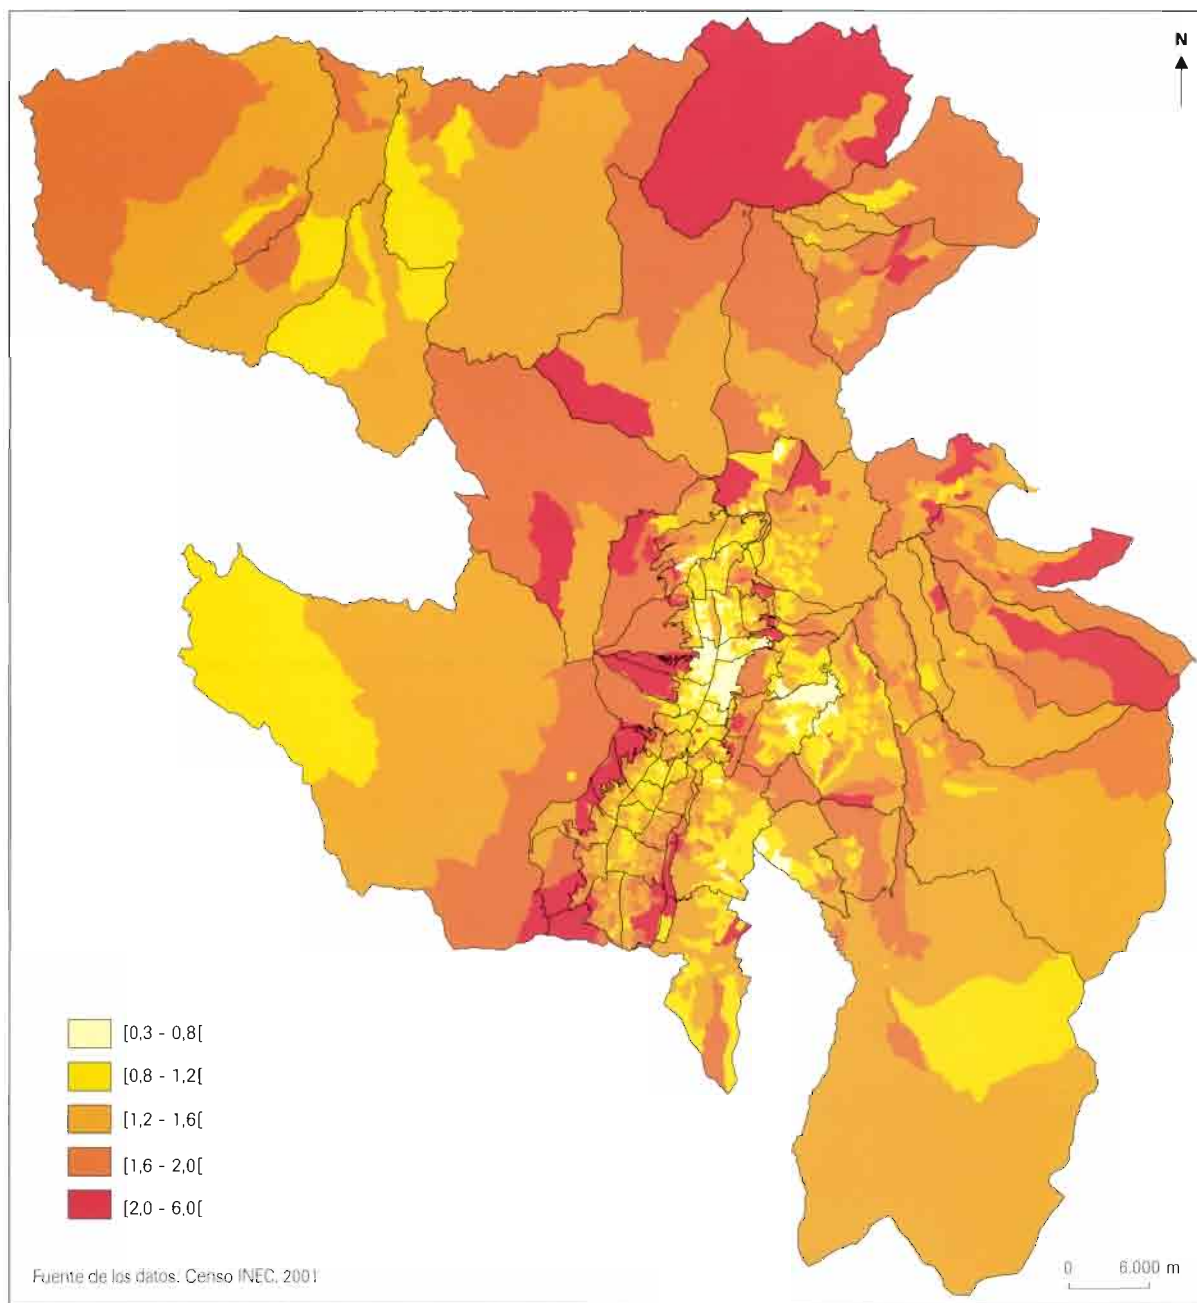 N
[0,3 - 0,8[
[0,8 - 1,2[
[1,2 - 1,6[
[1,6 - 2,0[
[2,0 - 6,0[
Fuente de los datos: Censo INEC, 2001
0 6.000 m